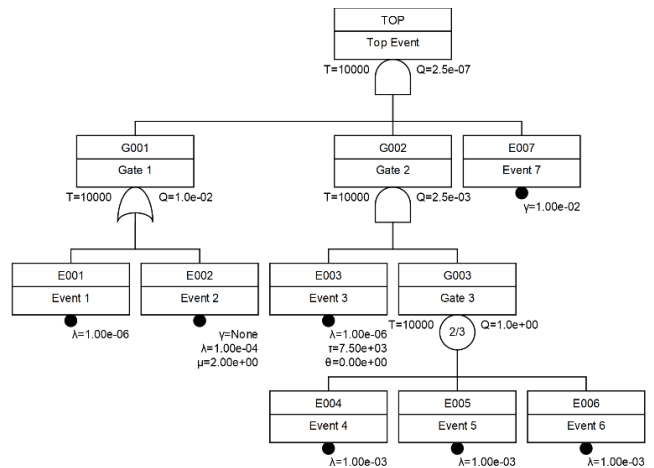 TOP
Top Event
T=10000 Q=2.5e-07
G001 G002 E007
Gate 1 Gate 2 Event 7
T=10000 Q=1.0e-02 T=10000 Q=2.5e-03 γ=1.00e-02
E001 E002 E003 G003
Event 1 Event 2 Event 3 Gate 3
λ=1.00e-06 γ=None λ=1.00e-06 T=10000 2/3 Q=1.0e+00
λ=1.00e-04 τ=7.50e+03
μ=2.00e+00 θ=0.00e+00
E004 E005 E006
Event 4 Event 5 Event 6
λ=1.00e-03 λ=1.00e-03 λ=1.00e-03